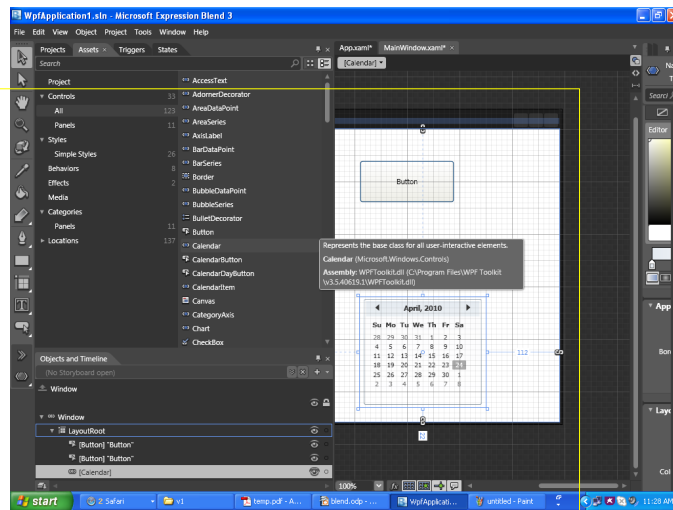 WpfApplication1.sln - Microsoft Expression Blend 3
File Edit View Object Project Tools Window Help
Projects Assets × Triggers States
Search
Project
Controls 33
All 123
Panels 11
Styles
Simple Styles 26
Behaviors 8
Effects 2
Media
Categories
Panels 11
Locations 137
AccessText
AdornerDecorator
AreaDataPoint
AreaSeries
AxisLabel
BarDataPoint
BarSeries
Border
BubbleDataPoint
BubbleSeries
BulletDecorator
Button
Calendar
CalendarButton
CalendarDayButton
CalendarItem
Canvas
CategoryAxis
Chart
CheckBox
App.xaml* MainWindow.xaml* ×
[Calendar]
Button
Represents the base class for all user-interactive elements.
Calendar (Microsoft.Windows.Controls)
Assembly: WPFToolkit.dll (C:\Program Files\WPF Toolkit
\v3.5.40619.1\WPFToolkit.dll)
April, 2010
Su Mo Tu We Th Fr Sa
28 29 30 31 1 2 3
4 5 6 7 8 9 10
11 12 13 14 15 16 17
18 19 20 21 22 23 24
25 26 27 28 29 30 1
2 3 4 5 6 7 8
112
100%
Objects and Timeline
(No Storyboard open)
Window
Window
LayoutRoot
[Button] "Button"
[Button] "Button"
[Calendar]
Na
T
Searcl
Editor
App
Bor
Layo
Col
start
2 Safari
v1
temp.pdf - A...
blend.odp - ...
WpfApplicati...
untitled - Paint
11:28 AM